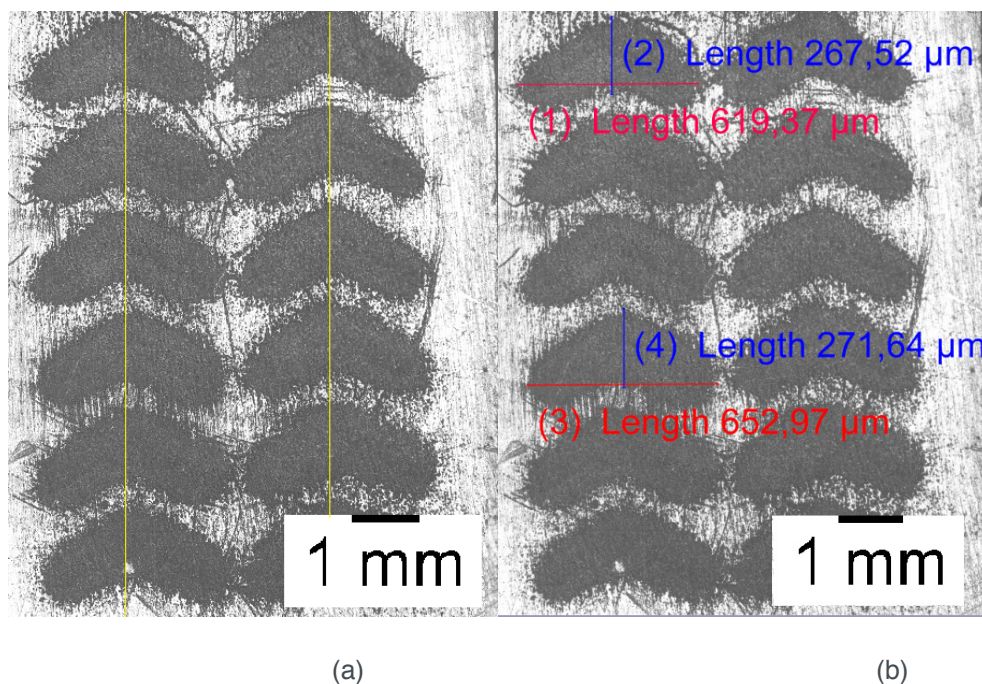 (2) Length 267,52 µm
(1) Length 619,37 µm
(4) Length 271,64 µm
(3) Length 652,97 µm
1 mm
1 mm
(a)
(b)